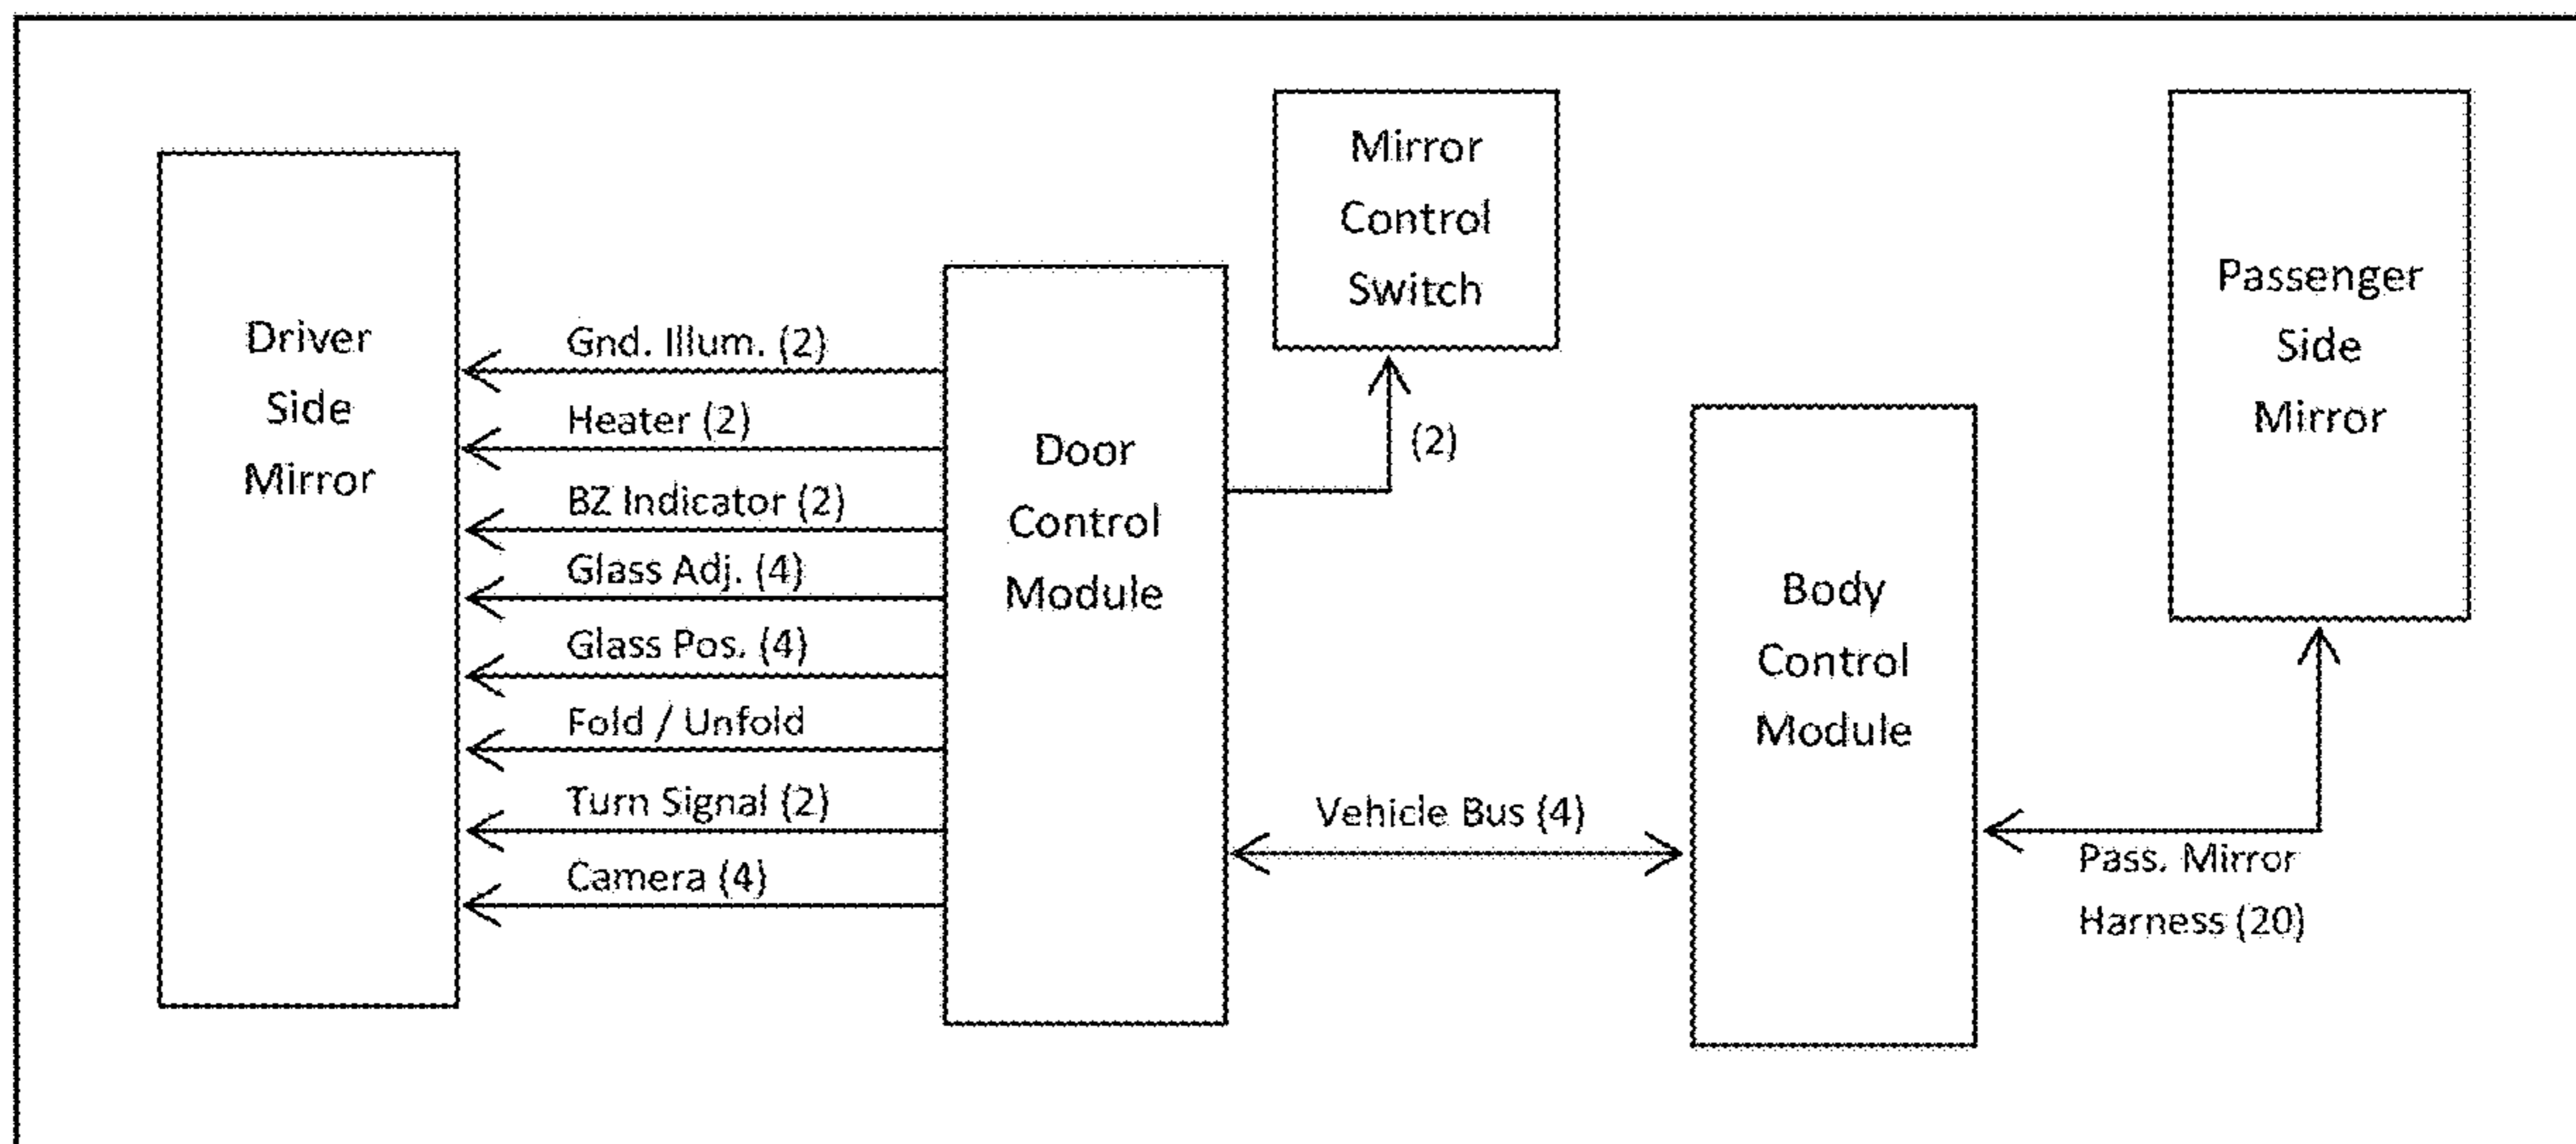 Driver
Side
Mirror
Gnd. Illum. (2)
Heater (2)
BZ Indicator (2)
Glass Adj. (4)
Glass Pos. (4)
Fold / Unfold
Turn Signal (2)
Camera (4)
Door
Control
Module
Mirror
Control
Switch
(2)
Vehicle Bus (4)
Body
Control
Module
Passenger
Side
Mirror
Pass. Mirror
Harness (20)